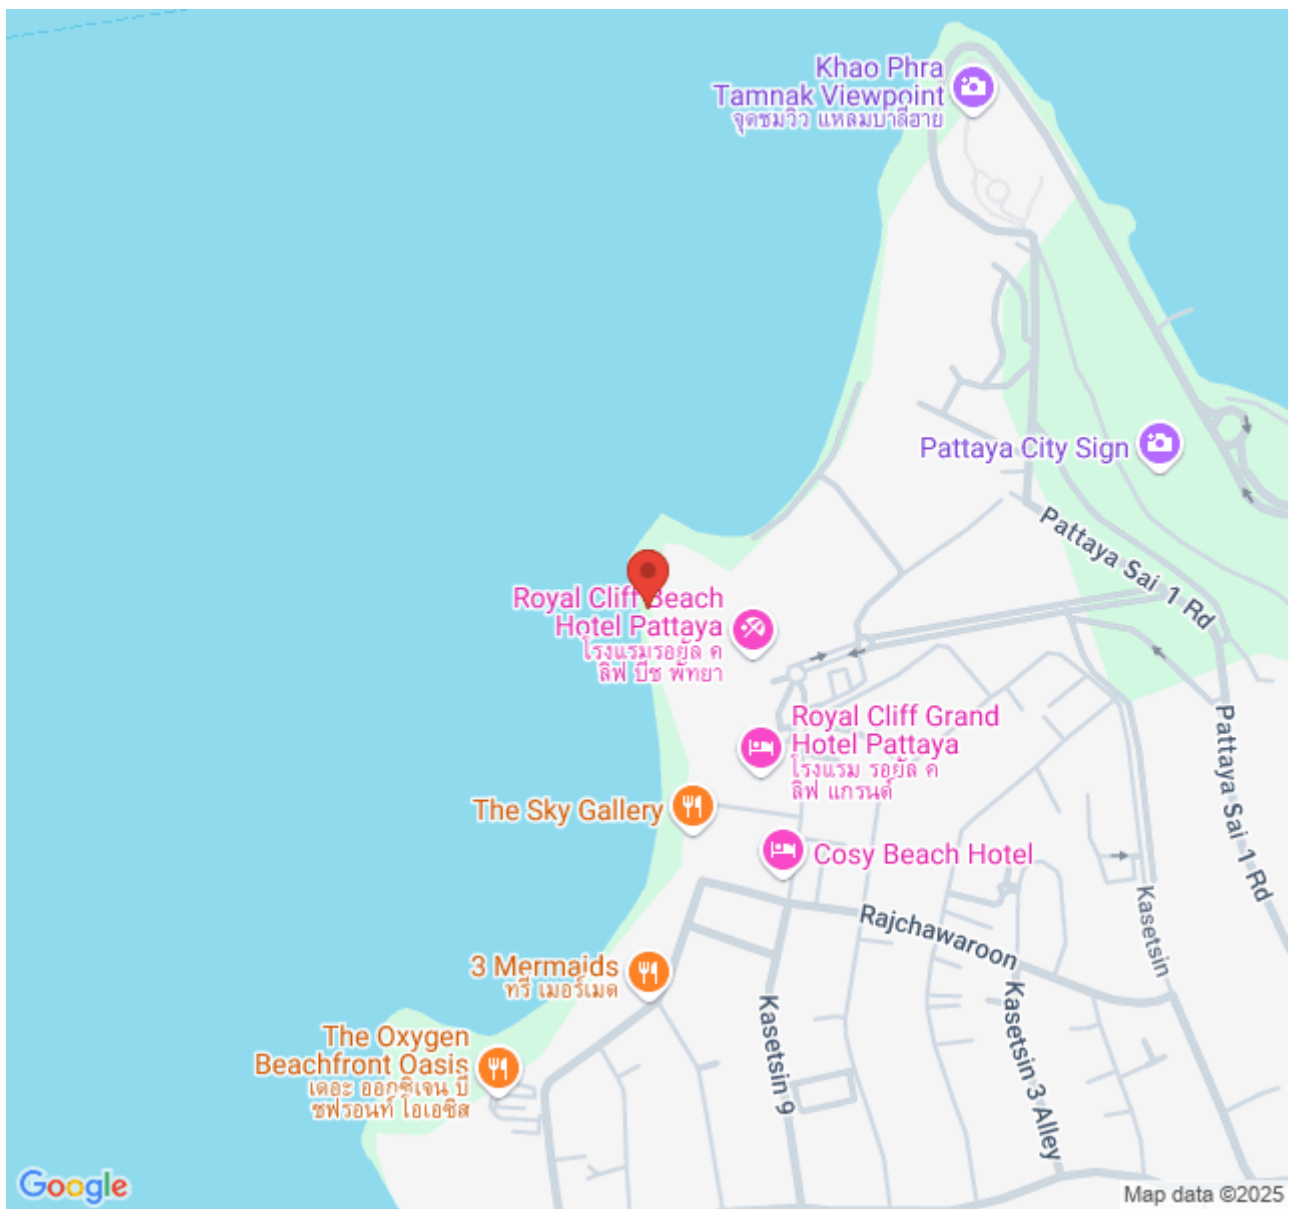 Khao Phra
Tamnak Viewpoint
จุดชมวิว แหลมบาลีฮาย
Pattaya City Sign
Pattaya Sai 1 Rd
Royal Cliff Beach
Hotel Pattaya
โรงแรมรอยัล ค
ลิฟ บีช พัทยา
Royal Cliff Grand
Hotel Pattaya
โรงแรม รอยัล ค
ลิฟ แกรนด์
Pattaya Sai 1 Rd
The Sky Gallery
Cosy Beach Hotel
Kasetsin
Rajchawaroon
3 Mermaids
ทรี เมอร์เมด
Kasetsin 9
Kasetsin 3 Alley
The Oxygen
Beachfront Oasis
เดอะ ออกซิเจน บี
ชฟรอนท์ โอเอซิส
Google
Map data ©2025